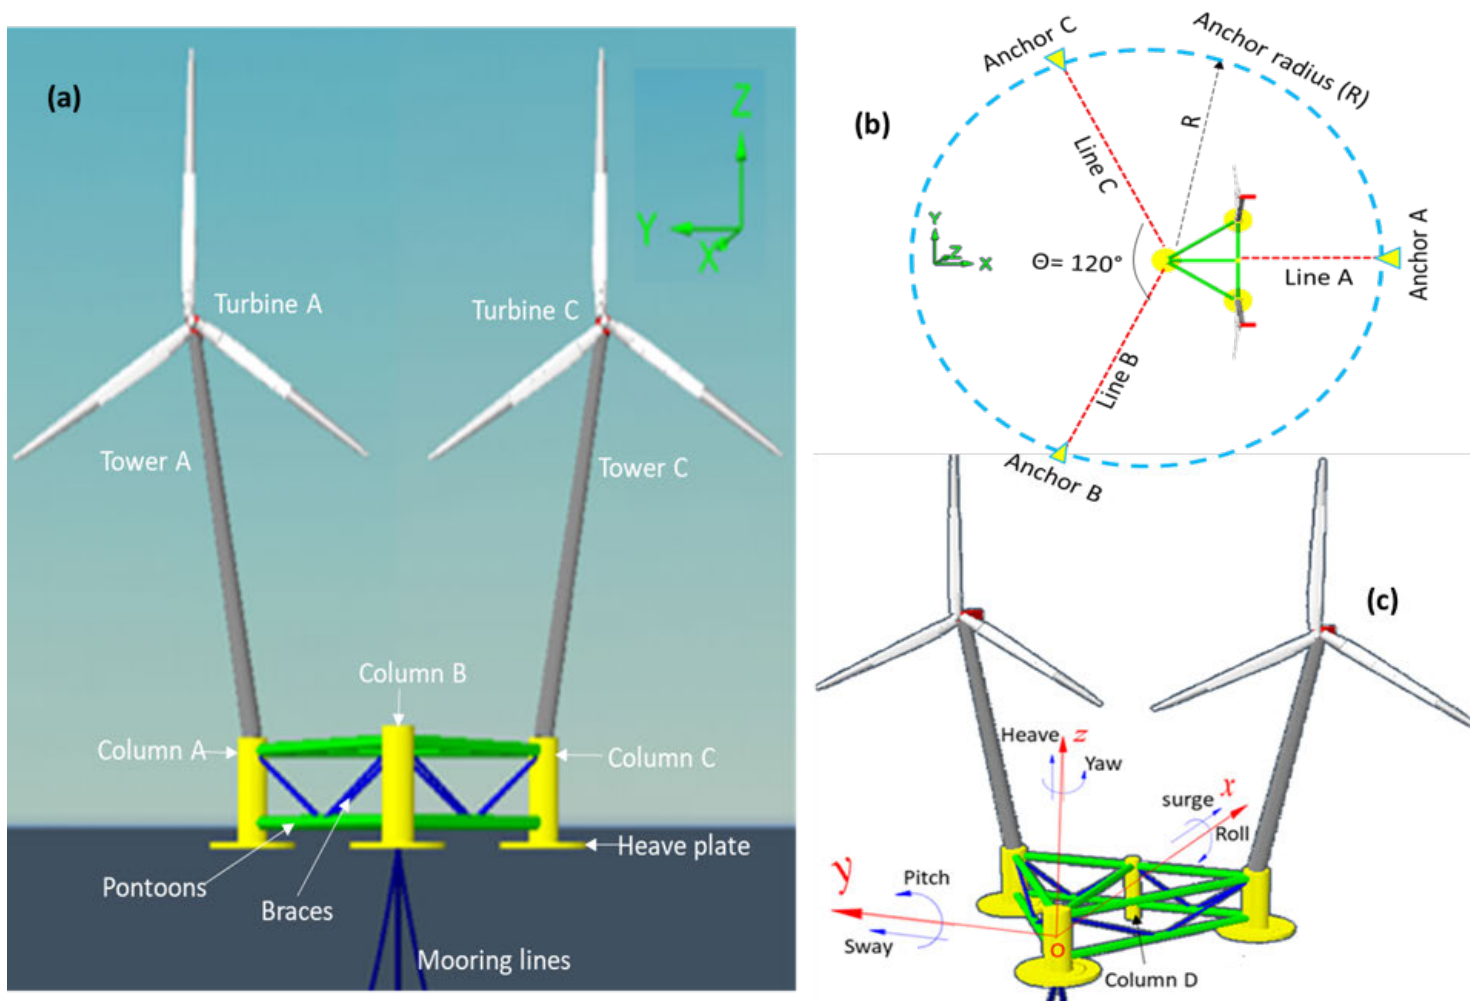 (a)
Z
Y
X
Turbine A
Turbine C
Tower A
Tower C
Column B
Column A
Column C
Heave plate
Pontoons
Braces
Mooring lines
(b)
Anchor C
Anchor radius (R)
R
Line C
Y
Z
X
Θ= 120°
Line A
Anchor A
Line B
Anchor B
(c)
Heave
z
Yaw
surge
x
Roll
y
Pitch
Sway
O
Column D